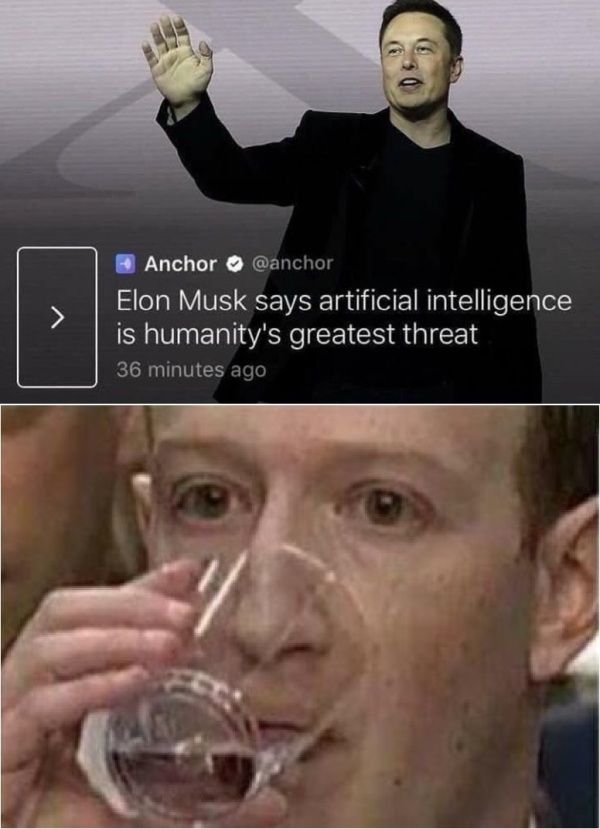 Anchor @anchor
Elon Musk says artificial intelligence
is humanity's greatest threat
36 minutes ago